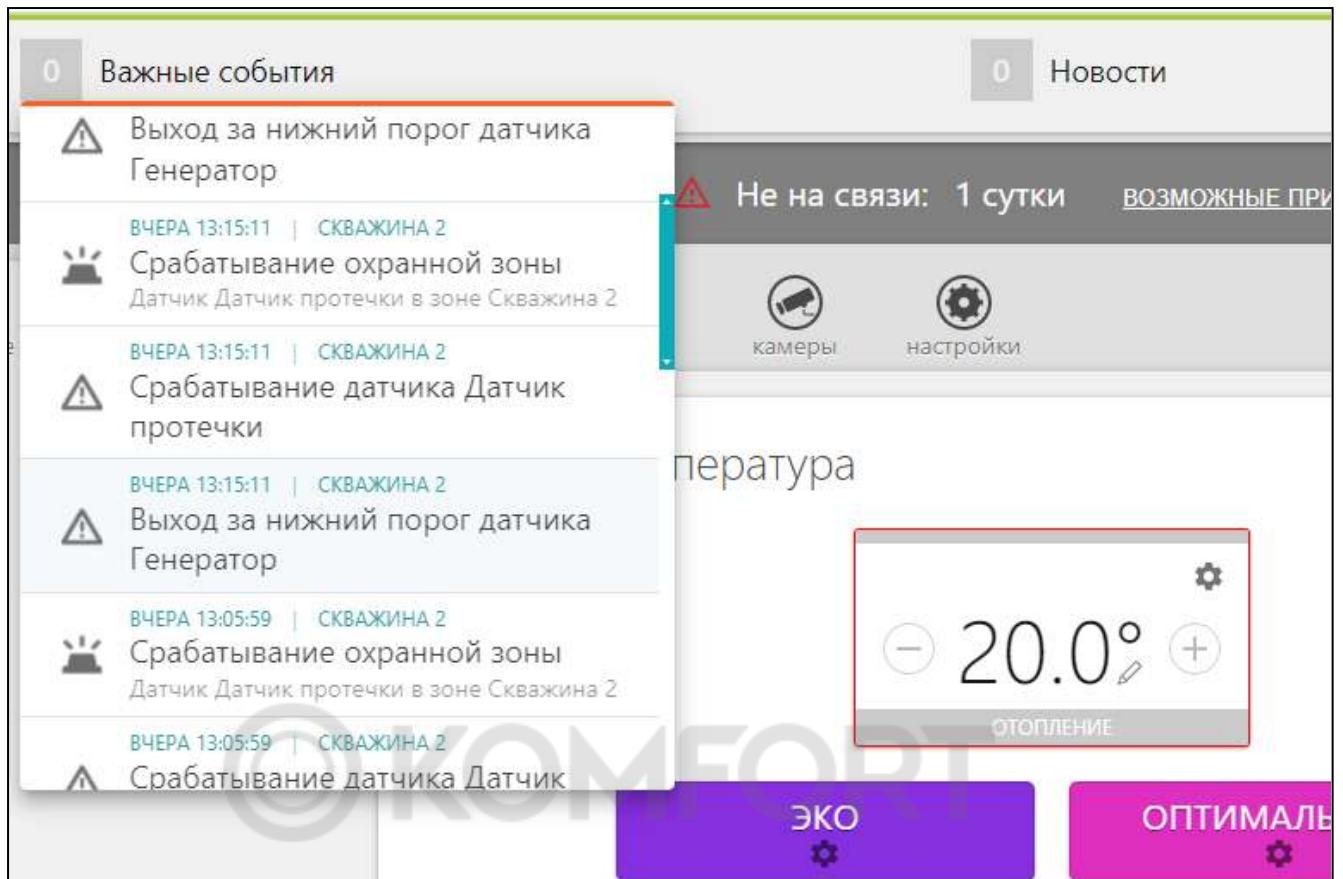 0 Важные события
0 Новости
Выход за нижний порог датчика
Генератор
ВЧЕРА 13:15:11 | СКВАЖИНА 2
Срабатывание охранной зоны
Датчик Датчик протечки в зоне Скважина 2
ВЧЕРА 13:15:11 | СКВАЖИНА 2
Срабатывание датчика Датчик
протечки
ВЧЕРА 13:15:11 | СКВАЖИНА 2
Выход за нижний порог датчика
Генератор
ВЧЕРА 13:05:59 | СКВАЖИНА 2
Срабатывание охранной зоны
Датчик Датчик протечки в зоне Скважина 2
ВЧЕРА 13:05:59 | СКВАЖИНА 2
Срабатывание датчика Датчик
Не на связи: 1 сутки ВОЗМОЖНЫЕ ПРИ
камеры настройки
пература
20.0°
ОТОПЛЕНИЕ
KOMFORT
ЭКО
ОПТИМАЛЬ